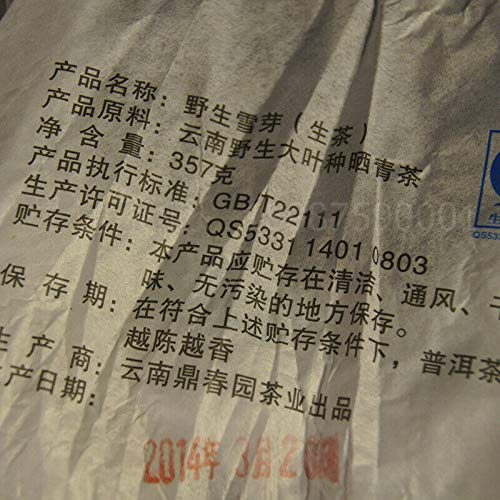 产品名称：野生雪芽（生茶）
产品原料：云南野生大叶种晒青茶
净 含 量：357克
产品执行标准：GB/T22111
生产许可证号：QS5331 1401 0803
贮存条件：本产品应贮存在清洁、通风、干
味、无污染的地方保存。
保 存 期：在符合上述贮存条件下，普洱茶
越陈越香
生 产 商：云南鼎春园茶业出品
生产日期：
2014年 3月2
QS533